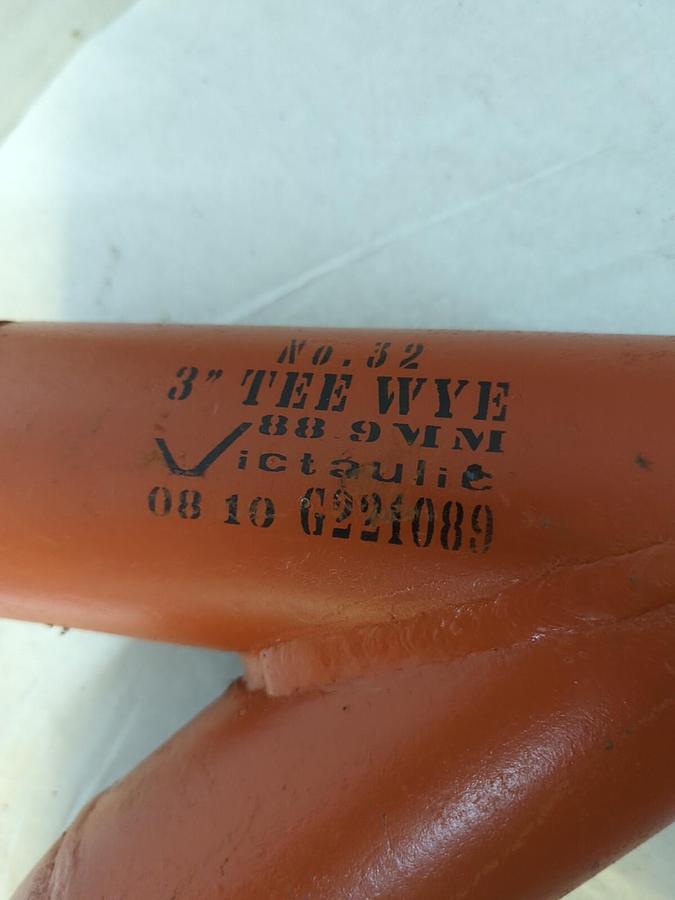 No. 32
3" TEE WYE
88.9MM
Victaulic
08 10 G221089